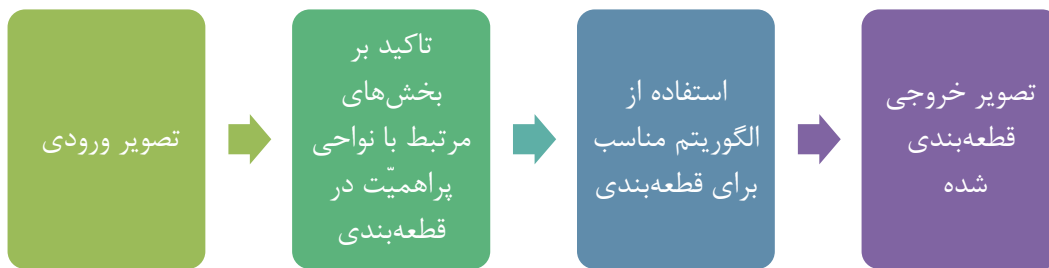 تصویر ورودی
تاکید بر
بخش‌های
مرتبط با نواحی
پراهمیّت در
قطعه‌بندی
استفاده از
الگوریتم مناسب
برای قطعه‌بندی
تصویر خروجی
قطعه‌بندی
شده